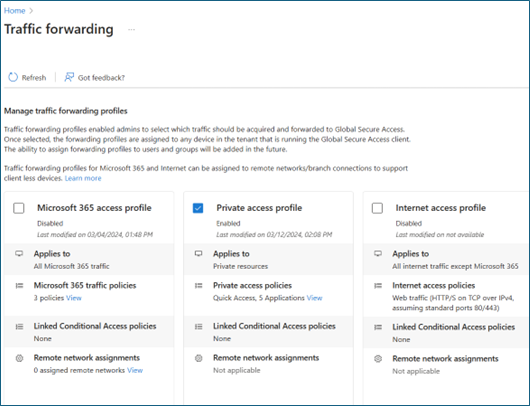 Home >
Traffic forwarding ...
Refresh | Got feedback?
Manage traffic forwarding profiles
Traffic forwarding profiles enabled admins to select which traffic should be acquired and forwarded to Global Secure Access.
Once selected, the forwarding profiles are assigned to any device in the tenant that is running the Global Secure Access client.
The ability to assign forwarding profiles to users and groups will be added in the future.
Traffic forwarding profiles for Microsoft 365 and Internet can be assigned to remote networks/branch connections to support
client less devices. Learn more
Microsoft 365 access profile
Disabled
Last modified on 03/04/2024, 01:48 PM
Applies to
All Microsoft 365 traffic
Microsoft 365 traffic policies
3 policies View
Linked Conditional Access policies
None
Remote network assignments
0 assigned remote networks View
Private access profile
Enabled
Last modified on 03/12/2024, 02:08 PM
Applies to
Private resources
Private access policies
Quick Access, 5 Applications View
Linked Conditional Access policies
None
Remote network assignments
Not applicable
Internet access profile
Disabled
Last modified on not available
Applies to
All internet traffic except Microsoft 365
Internet access policies
Web traffic (HTTP/S on TCP over IPv4,
assuming standard ports 80/443)
Linked Conditional Access policies
None
Remote network assignments
Not applicable